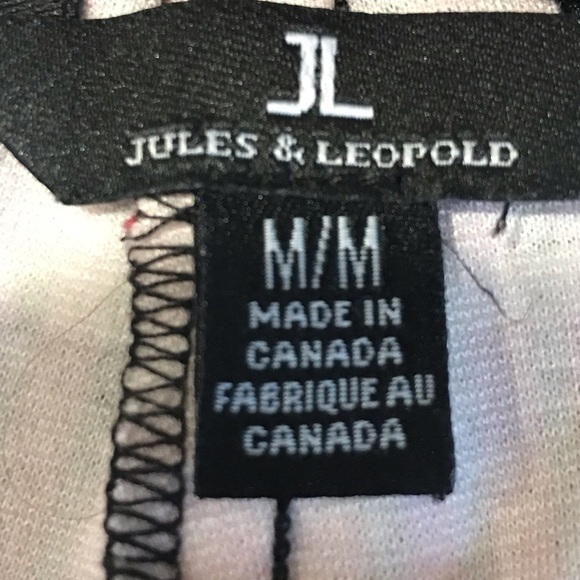 JL
JULES & LEOPOLD
M/M
MADE IN
CANADA
FABRIQUE AU
CANADA